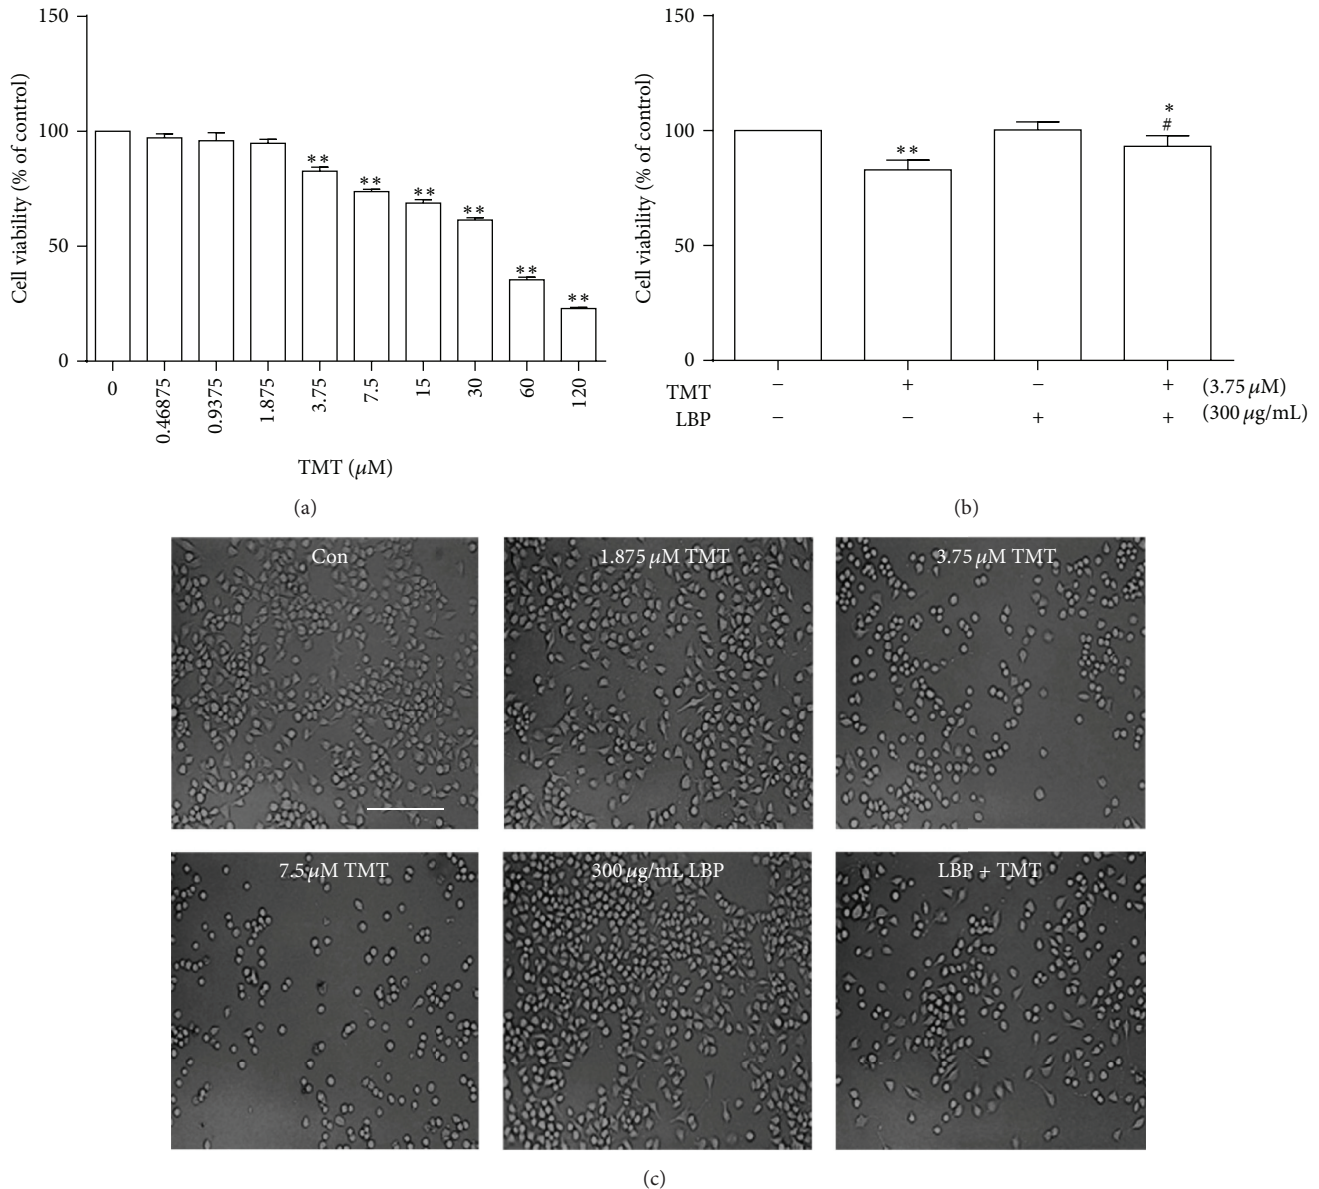 Cell viability (% of control)
150
100
50
0
**
**
**
**
**
**
0
0.46875
0.9375
1.875
3.75
7.5
15
30
60
120
TMT (μM)
(a)
Cell viability (% of control)
150
100
50
0
**
*
#
TMT − + − + (3.75 μM)
LBP − − + + (300 μg/mL)
(b)
Con
1.875 μM TMT
3.75 μM TMT
7.5 μM TMT
300 μg/mL LBP
LBP + TMT
(c)